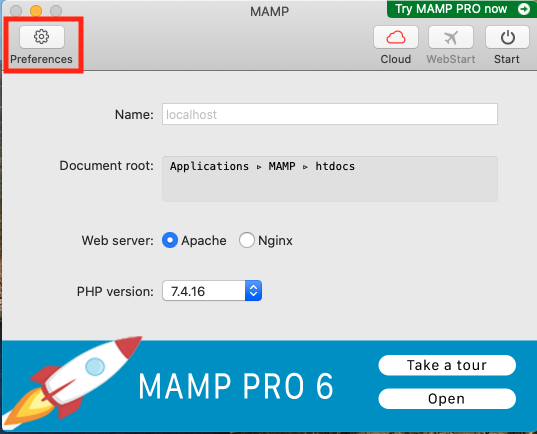 MAMP
Try MAMP PRO now
Preferences
Cloud
WebStart
Start
Name: localhost
Document root: Applications ▹ MAMP ▹ htdocs
Web server: Apache Nginx
PHP version: 7.4.16
MAMP PRO 6
Take a tour
Open